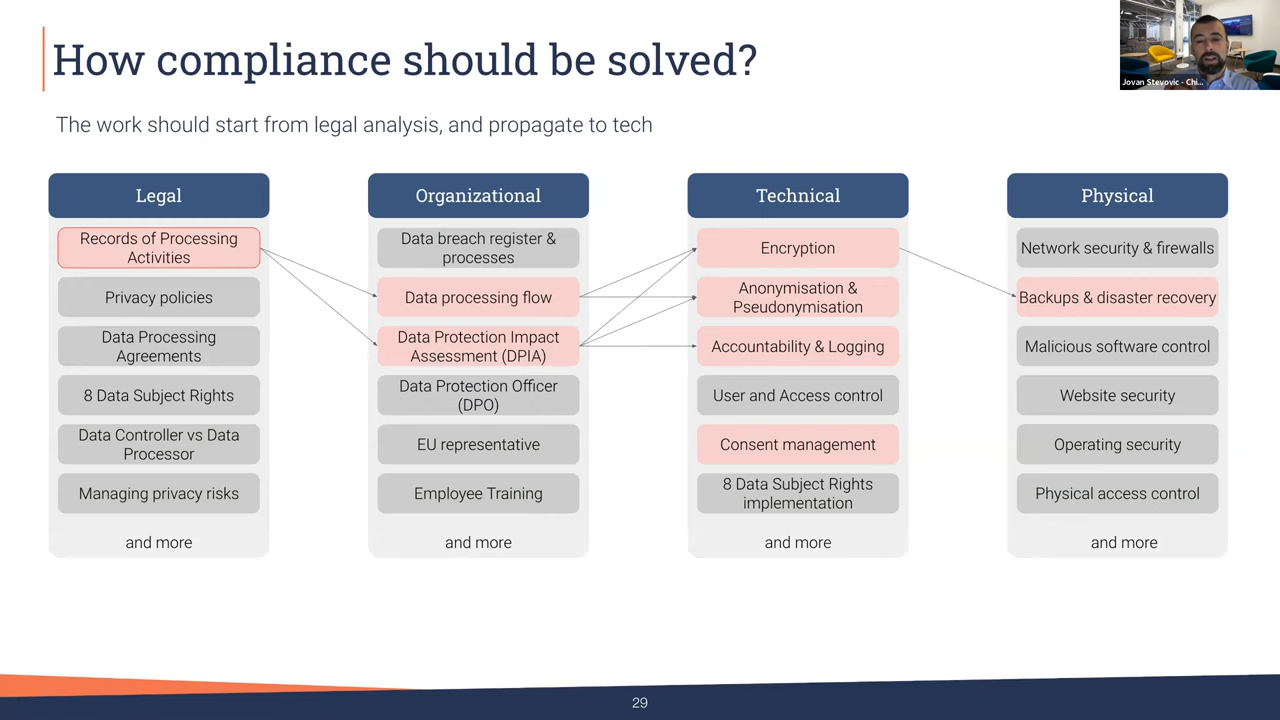 How compliance should be solved?
Jovan Stevovic - Chi...
The work should start from legal analysis, and propagate to tech
Legal
Records of Processing
Activities
Privacy policies
Data Processing
Agreements
8 Data Subject Rights
Data Controller vs Data
Processor
Managing privacy risks
and more
Organizational
Data breach register &
processes
Data processing flow
Data Protection Impact
Assessment (DPIA)
Data Protection Officer
(DPO)
EU representative
Employee Training
and more
Technical
Encryption
Anonymisation &
Pseudonymisation
Accountability & Logging
User and Access control
Consent management
8 Data Subject Rights
implementation
and more
Physical
Network security & firewalls
Backups & disaster recovery
Malicious software control
Website security
Operating security
Physical access control
and more
29